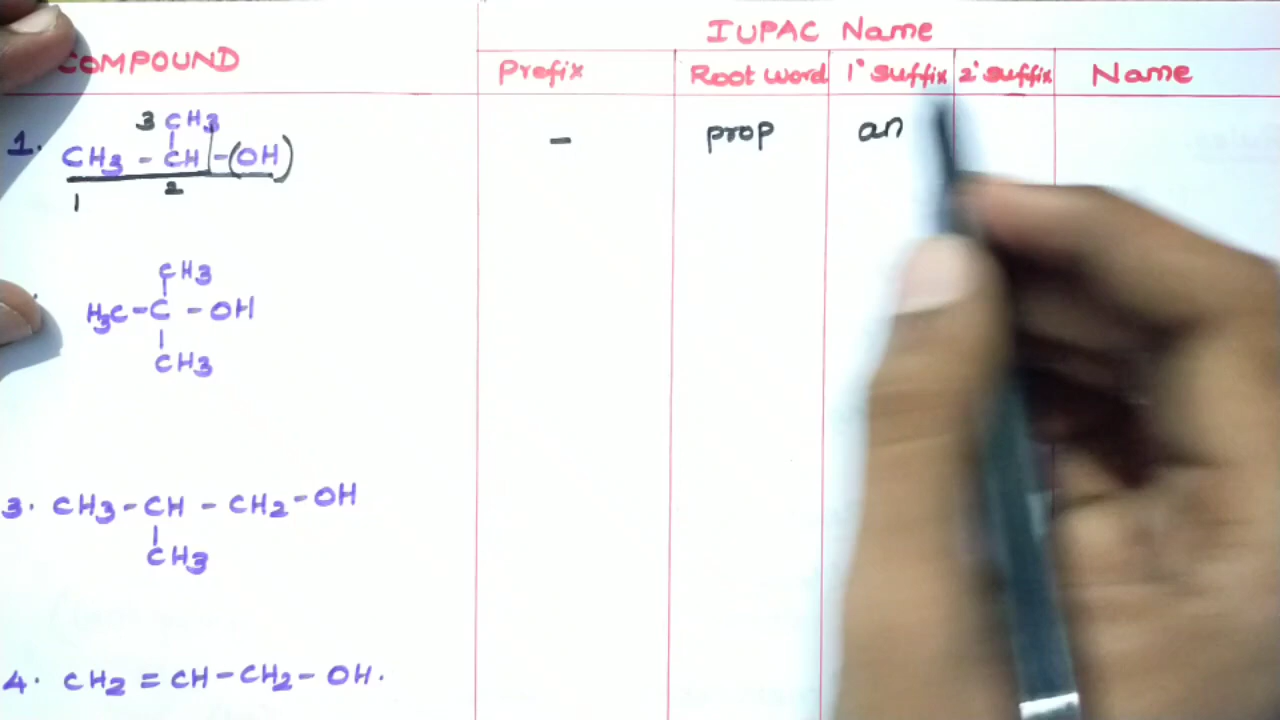 IUPAC Name
COMPOUND Prefix Root word 1° suffix 2° suffix Name
3 CH3
1. CH3 - CH - (OH) - prop an
1 2
CH3
H3C - C - OH
CH3
3. CH3 - CH - CH2 - OH
CH3
4. CH2 = CH - CH2 - OH.